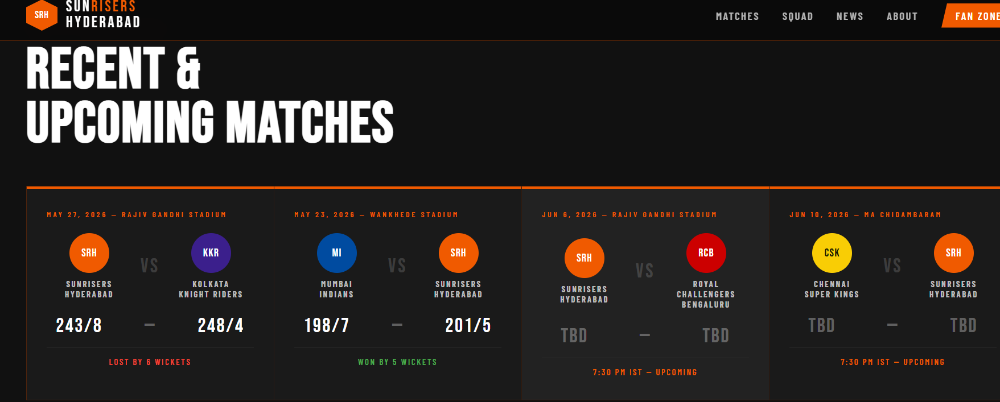 SRH
SUNRISERS
HYDERABAD
MATCHES
SQUAD
NEWS
ABOUT
FAN ZONE
RECENT &
UPCOMING MATCHES
MAY 27, 2026 — RAJIV GANDHI STADIUM
SRH
VS
KKR
SUNRISERS
HYDERABAD
KOLKATA
KNIGHT RIDERS
243/8 — 248/4
LOST BY 6 WICKETS
MAY 23, 2026 — WANKHEDE STADIUM
MI
VS
SRH
MUMBAI
INDIANS
SUNRISERS
HYDERABAD
198/7 — 201/5
WON BY 5 WICKETS
JUN 6, 2026 — RAJIV GANDHI STADIUM
SRH
VS
RCB
SUNRISERS
HYDERABAD
ROYAL
CHALLENGERS
BENGALURU
TBD — TBD
7:30 PM IST — UPCOMING
JUN 10, 2026 — MA CHIDAMBARAM
CSK
VS
SRH
CHENNAI
SUPER KINGS
SUNRISERS
HYDERABAD
TBD — TBD
7:30 PM IST — UPCOMING